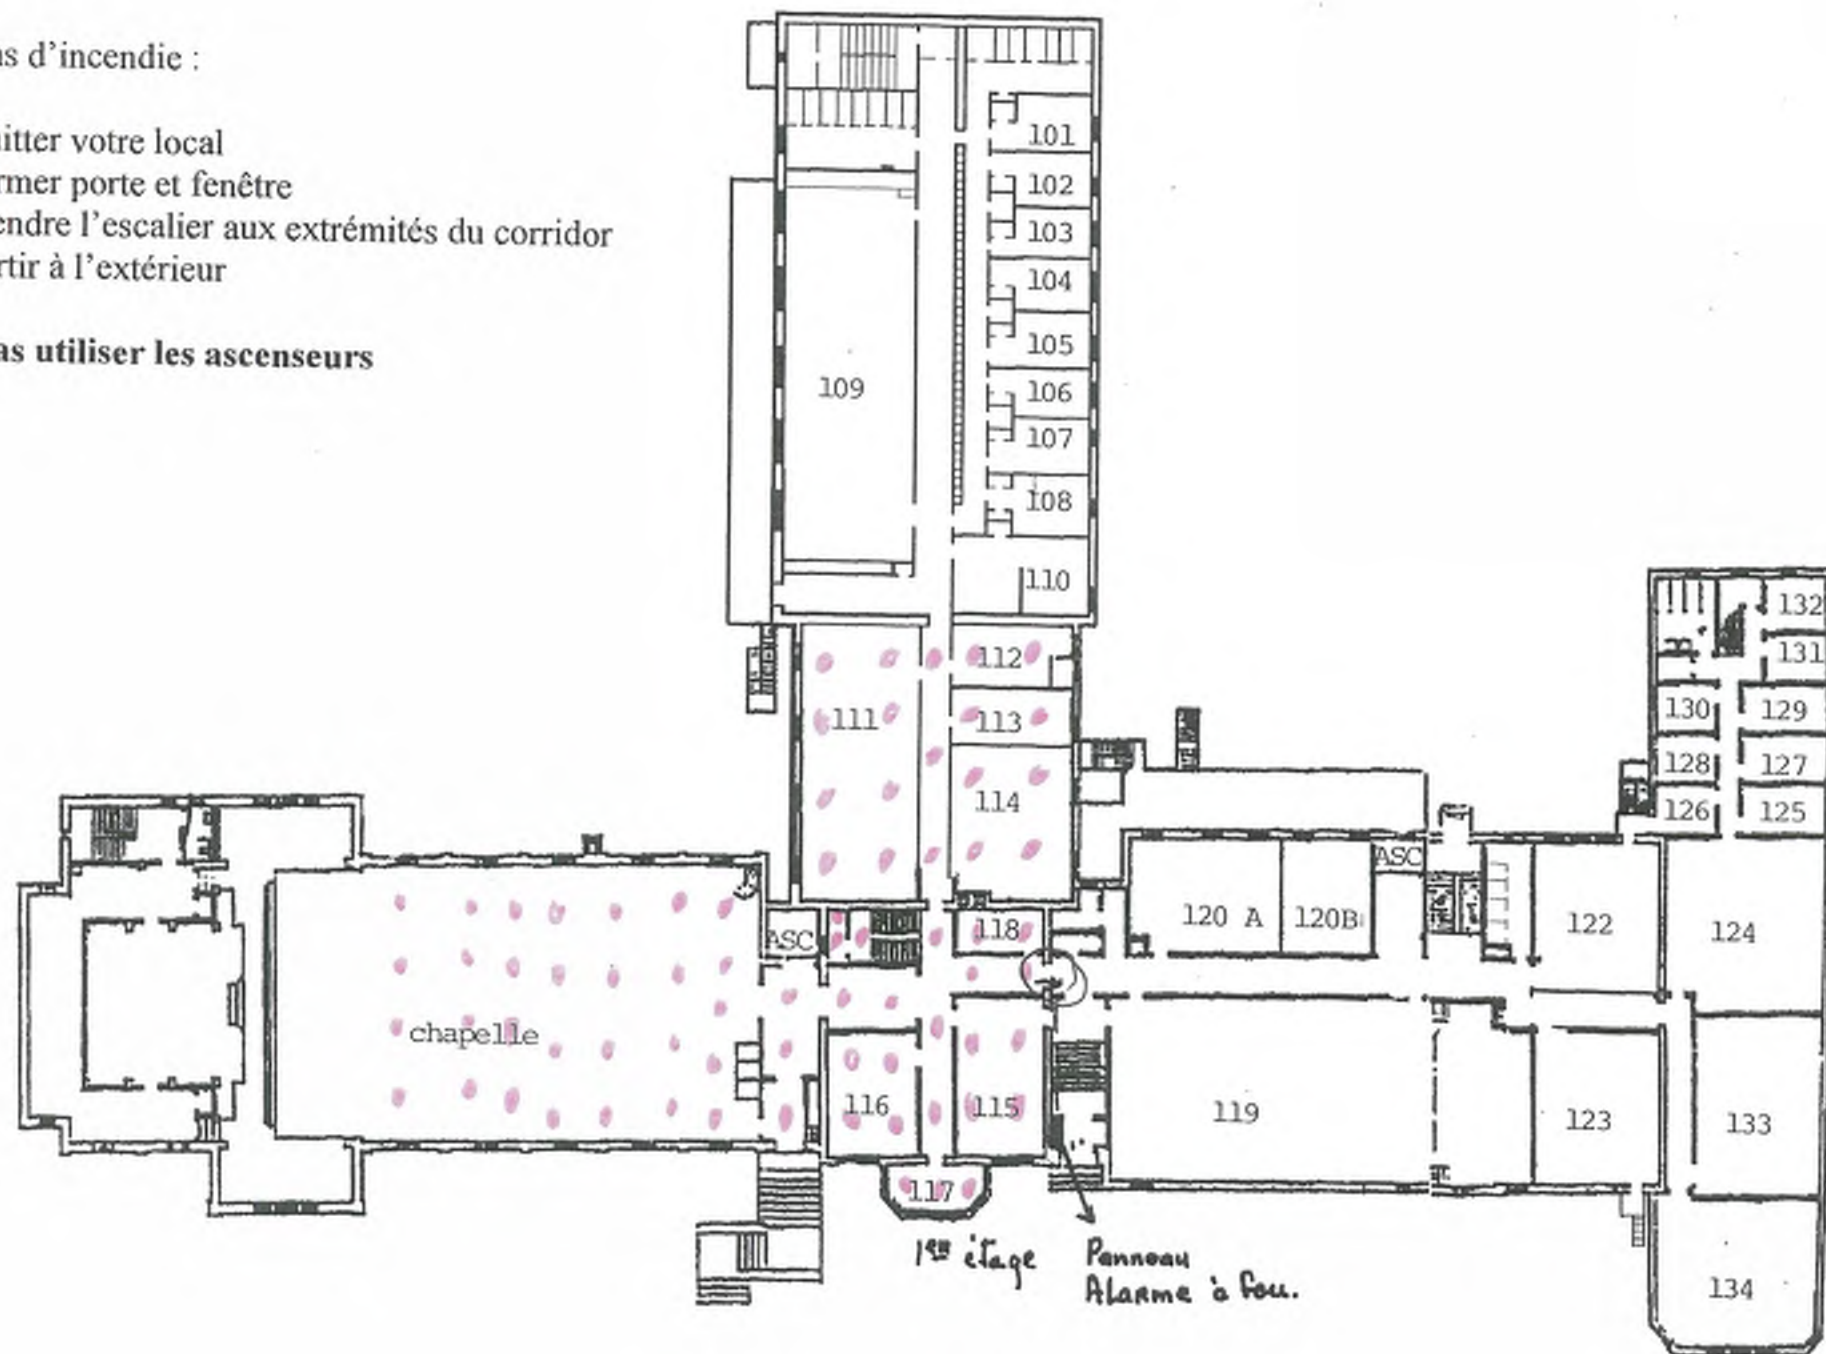 as d'incendie :
itter votre local
rmer porte et fenêtre
endre l'escalier aux extrémités du corridor
rtir à l'extérieur
as utiliser les ascenseurs
101
102
103
104
105
106
107
108
109
110
111
112
113
114
118
ASC
chapelle
116
115
117
120 A
120B
ASC
122
124
119
123
133
134
132
131
130
129
128
127
126
125
1er étage
Panneau
Alarme à feu.